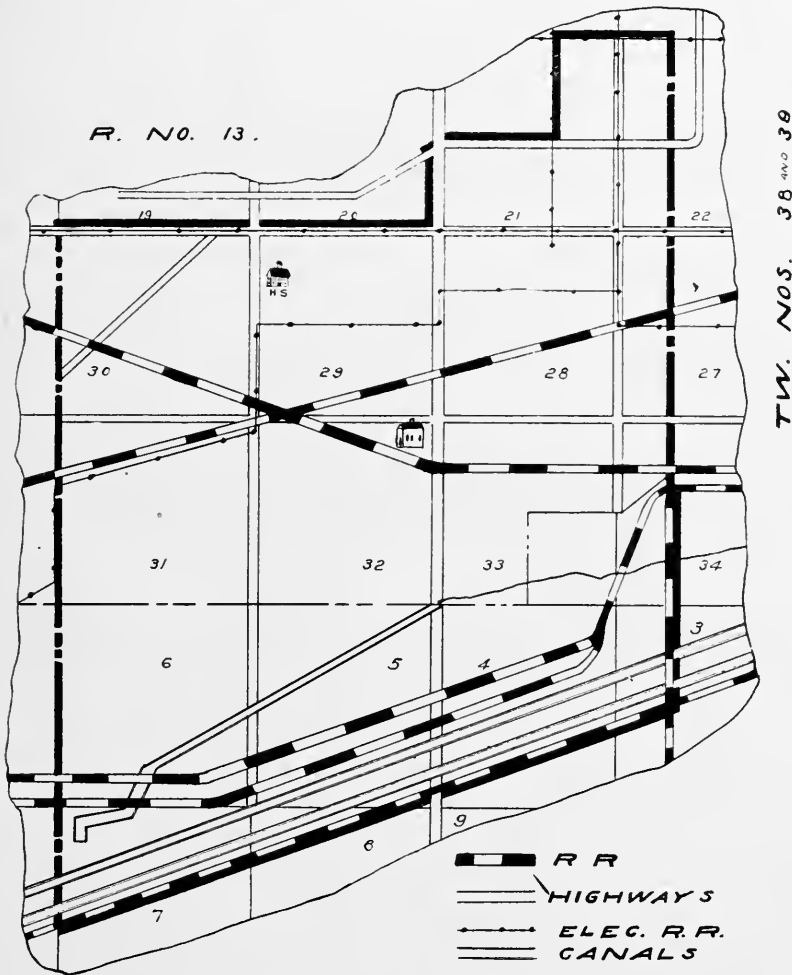 R. NO. 13.
TW. NOS. 38 AND 39
19 20 21 22
HS
30 29 28 27
31 32 33 34
6 5 4 3
7 8 9
R R
HIGHWAYS
ELEC. R.R.
CANALS